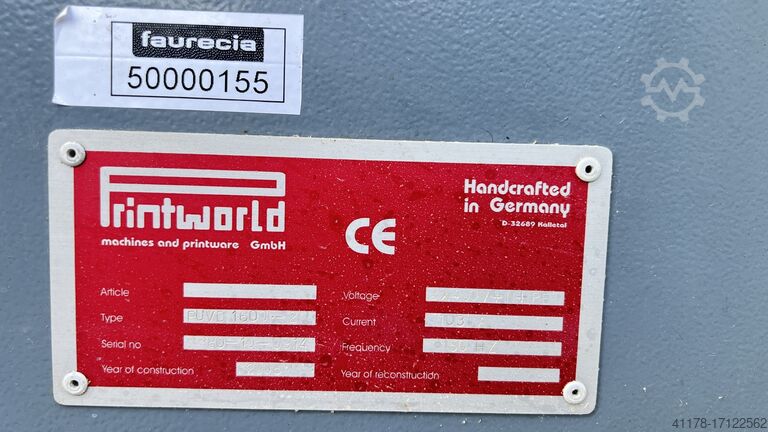 faurecia
50000155
Printworld
machines and printware GmbH
CE
Handcrafted
in Germany
D-32689 Kalletal
Article
Type
Serial no
Year of construction
Voltage
Current
Frequency
Year of reconstruction
41178-17122562